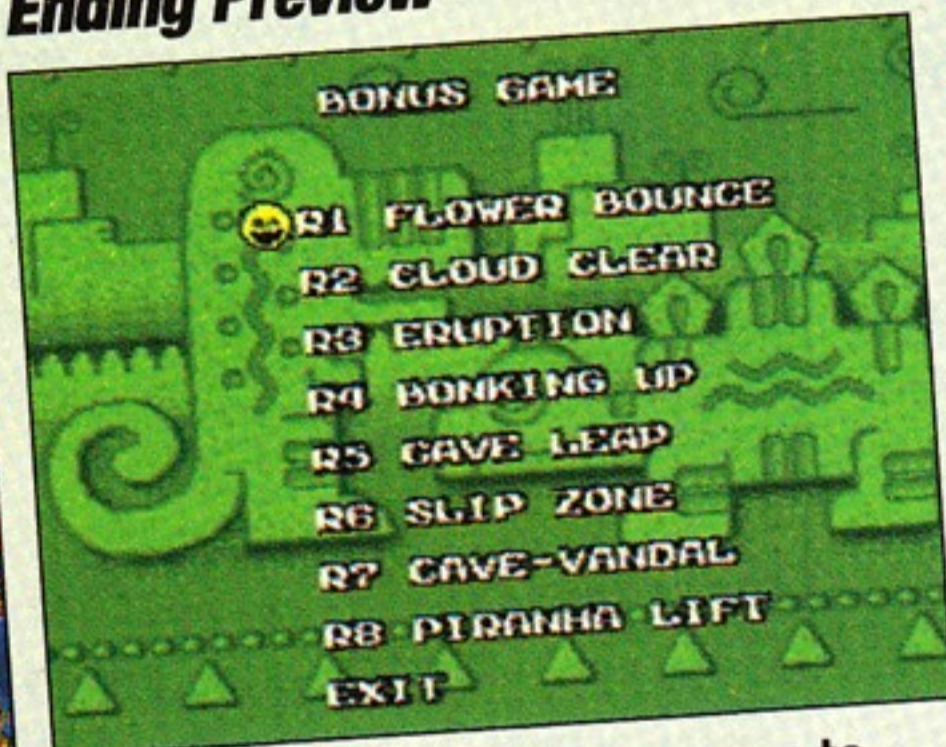 Ending Preview
BONUS GAME
R1 FLOWER BOUNCE
R2 CLOUD CLEAR
R3 ERUPTION
R4 BONKING UP
R5 CAVE LEAP
R6 SLIP ZONE
R7 CAVE-VANDAL
R8 PIRANHA LIFT
EXIT